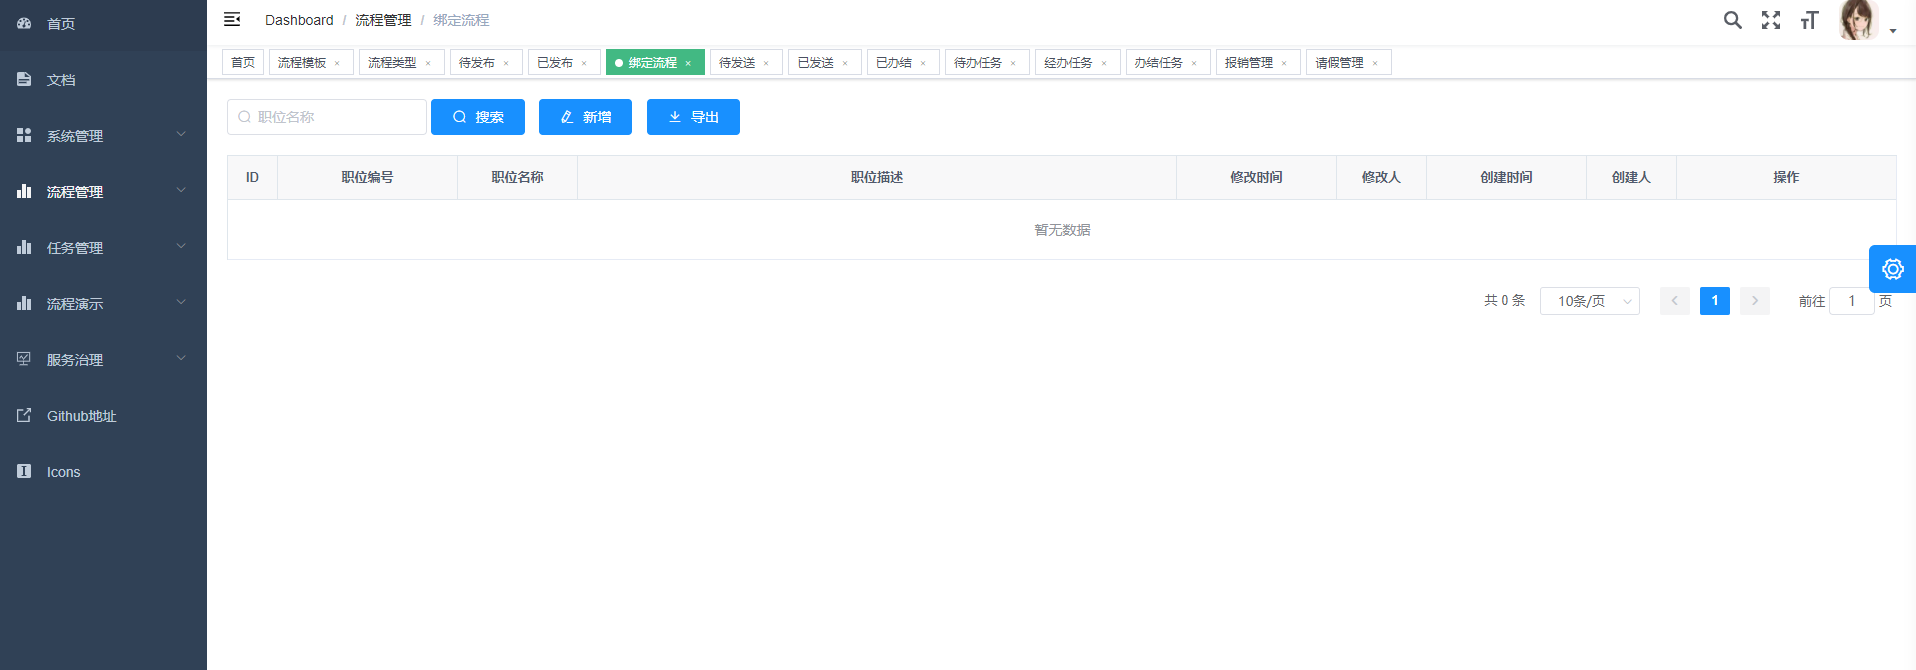 首页
文档
系统管理
流程管理
任务管理
流程演示
服务治理
Github地址
Icons
Dashboard / 流程管理 / 绑定流程
首页 流程模板 × 流程类型 × 待发布 × 已发布 × 绑定流程 × 待发送 × 已发送 × 已办结 × 待办任务 × 经办任务 × 办结任务 × 报销管理 × 请假管理 ×
职位名称 搜索 新增 导出
ID 职位编号 职位名称 职位描述 修改时间 修改人 创建时间 创建人 操作
暂无数据
共 0 条 10条/页 1 前往 1 页